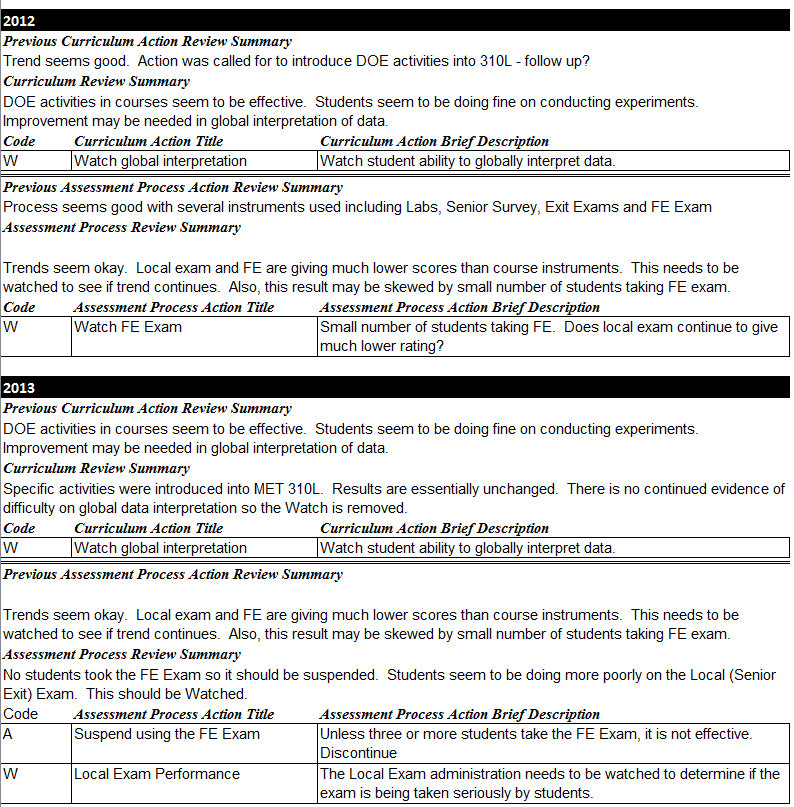 2012
Previous Curriculum Action Review Summary
Trend seems good.  Action was called for to introduce DOE activities into 310L - follow up?
Curriculum Review Summary
DOE activities in courses seem to be effective.  Students seem to be doing fine on conducting experiments.
Improvement may be needed in global interpretation of data.
Code Curriculum Action Title Curriculum Action Brief Description
W Watch global interpretation Watch student ability to globally interpret data.
Previous Assessment Process Action Review Summary
Process seems good with several instruments used including Labs, Senior Survey, Exit Exams and FE Exam
Assessment Process Review Summary
Trends seem okay.  Local exam and FE are giving much lower scores than course instruments.  This needs to be
watched to see if trend continues.  Also, this result may be skewed by small number of students taking FE exam.
Code Assessment Process Action Title Assessment Process Action Brief Description
W Watch FE Exam Small number of students taking FE.  Does local exam continue to give
much lower rating?
2013
Previous Curriculum Action Review Summary
DOE activities in courses seem to be effective.  Students seem to be doing fine on conducting experiments.
Improvement may be needed in global interpretation of data.
Curriculum Review Summary
Specific activities were introduced into MET 310L.  Results are essentially unchanged.  There is no continued evidence of
difficulty on global data interpretation so the Watch is removed.
Code Curriculum Action Title Curriculum Action Brief Description
W Watch global interpretation Watch student ability to globally interpret data.
Previous Assessment Process Action Review Summary
Trends seem okay.  Local exam and FE are giving much lower scores than course instruments.  This needs to be
watched to see if trend continues.  Also, this result may be skewed by small number of students taking FE exam.
Assessment Process Review Summary
No students took the FE Exam so it should be suspended.  Students seem to be doing more poorly on the Local (Senior
Exit) Exam.  This should be Watched.
Code Assessment Process Action Title Assessment Process Action Brief Description
A Suspend using the FE Exam Unless three or more students take the FE Exam, it is not effective.
Discontinue
W Local Exam Performance The Local Exam administration needs to be watched to determine if the
exam is being taken seriously by students.